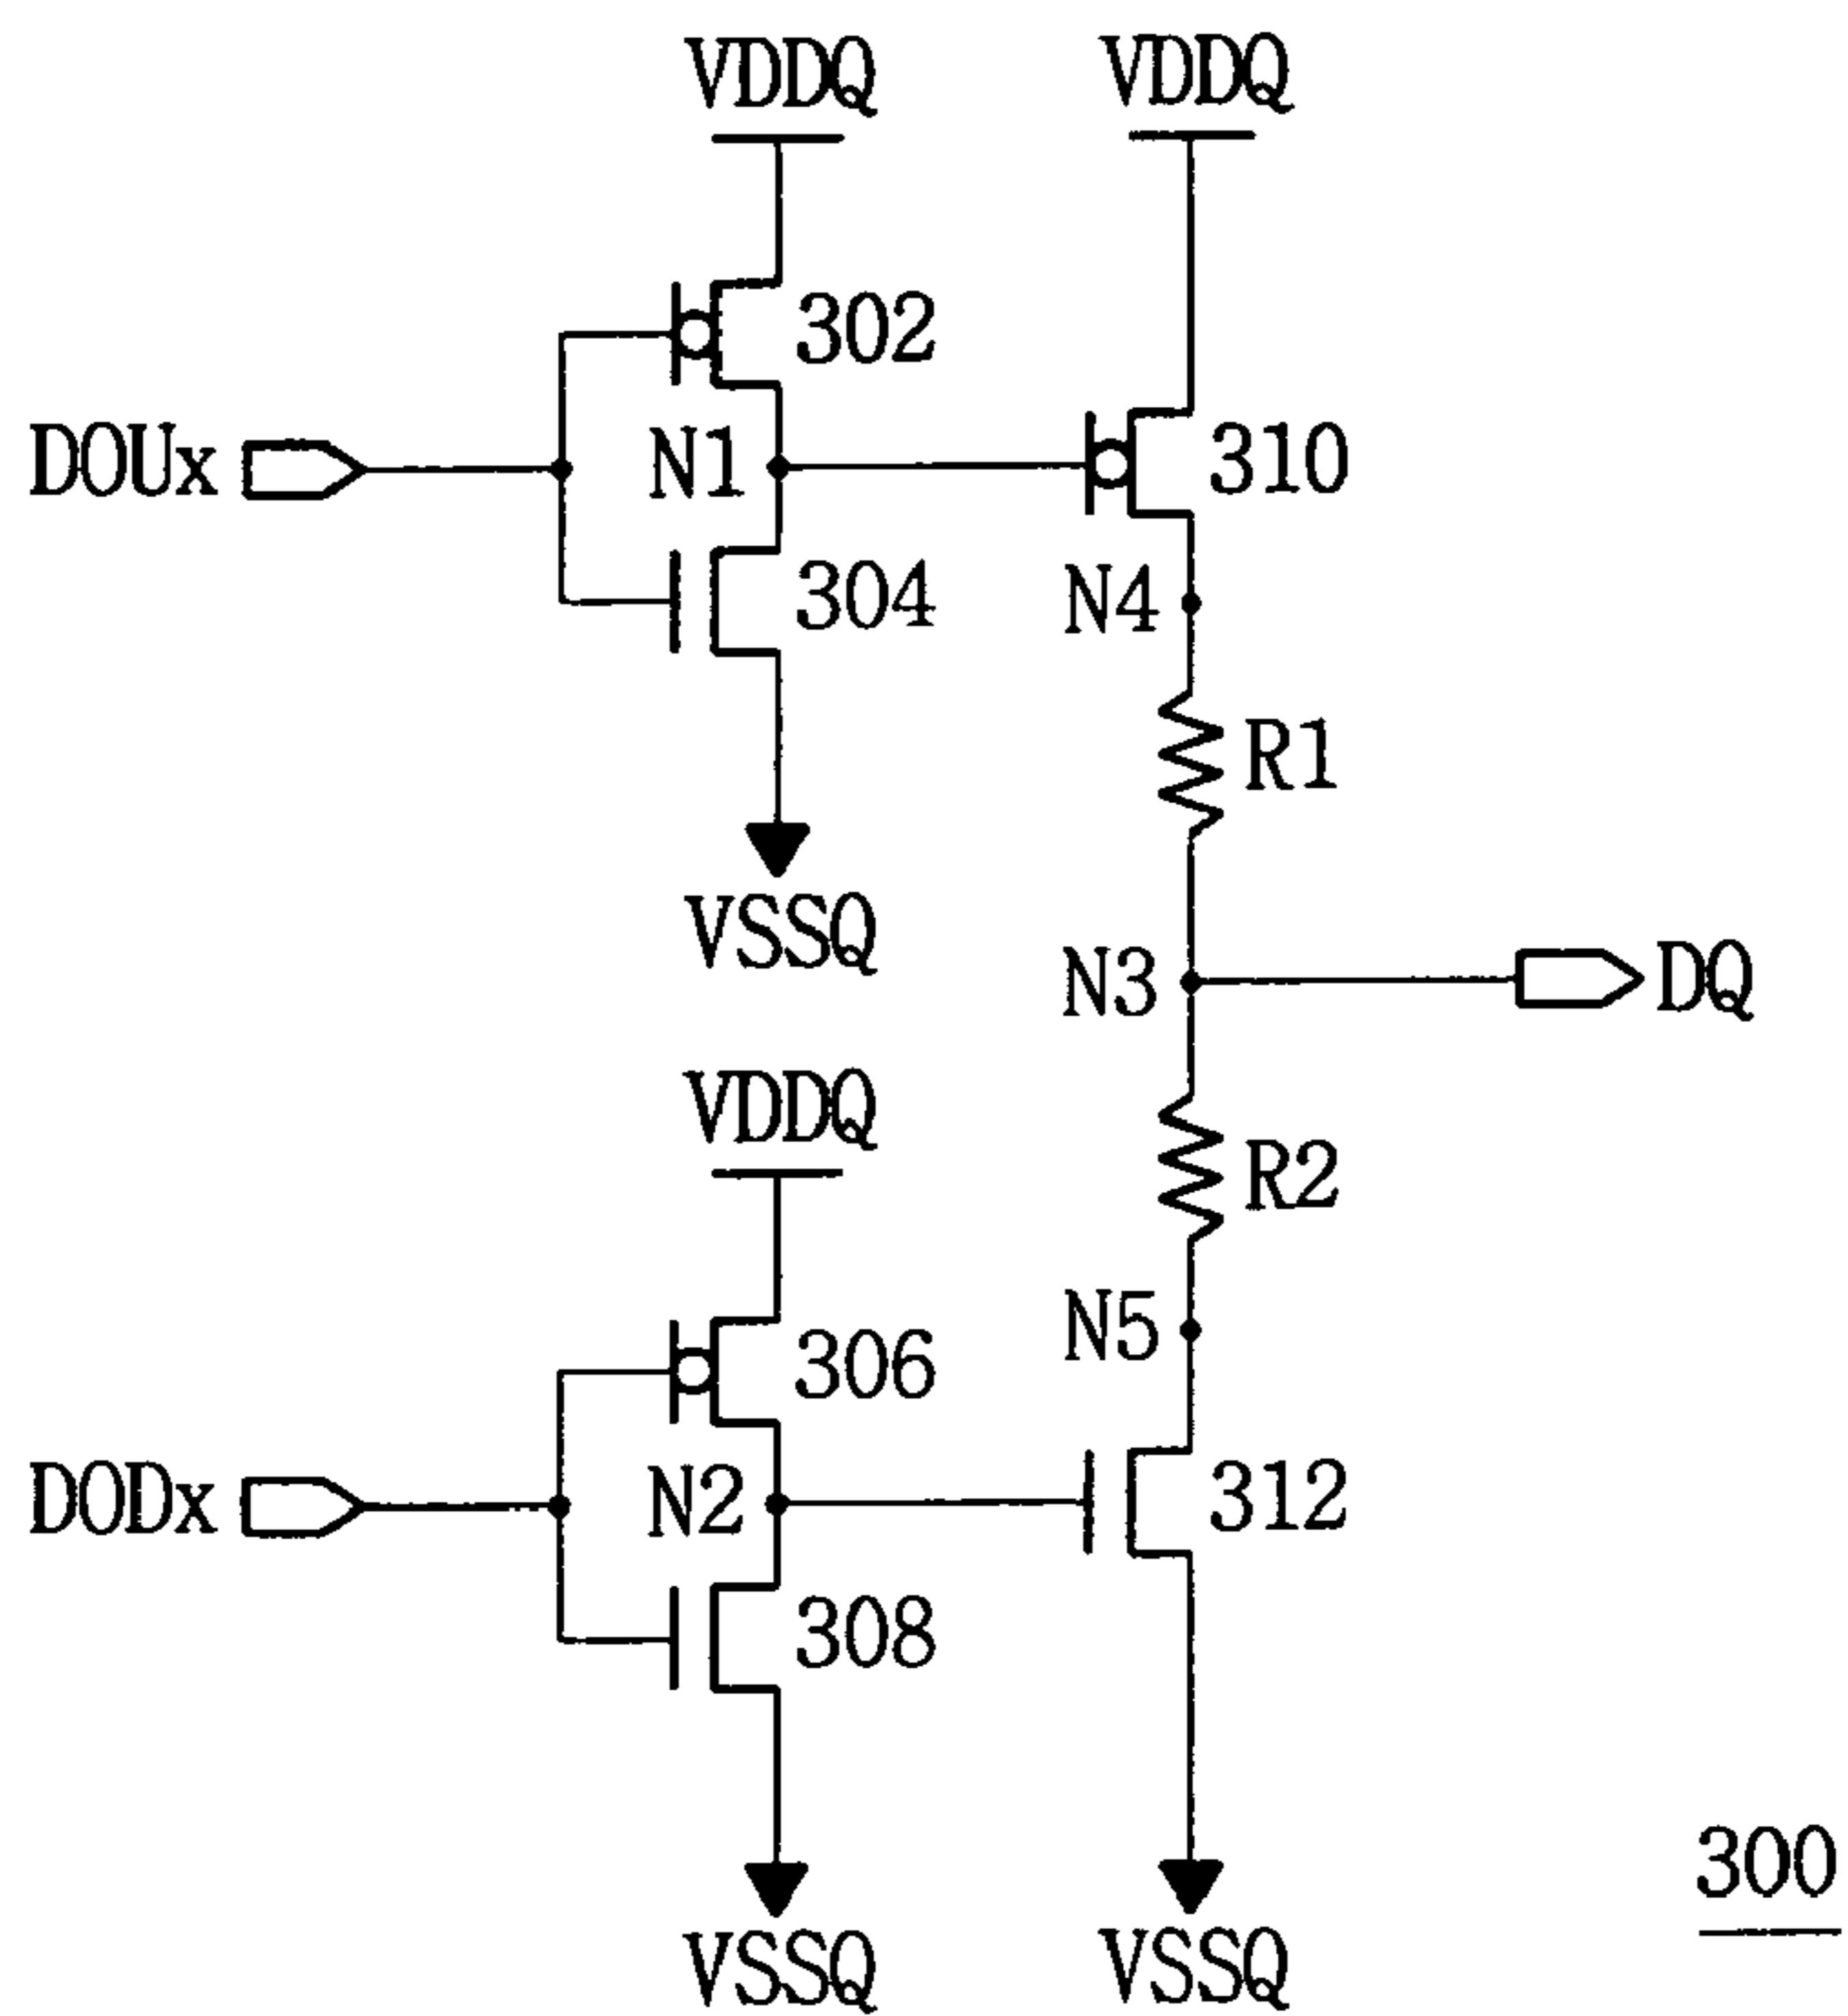 VDDQ VDDQ
302
DOUx N1 310
304 N4
R1
VSSQ
N3 DQ
VDDQ
R2
N5
306
DODx N2 312
308
300
VSSQ VSSQ